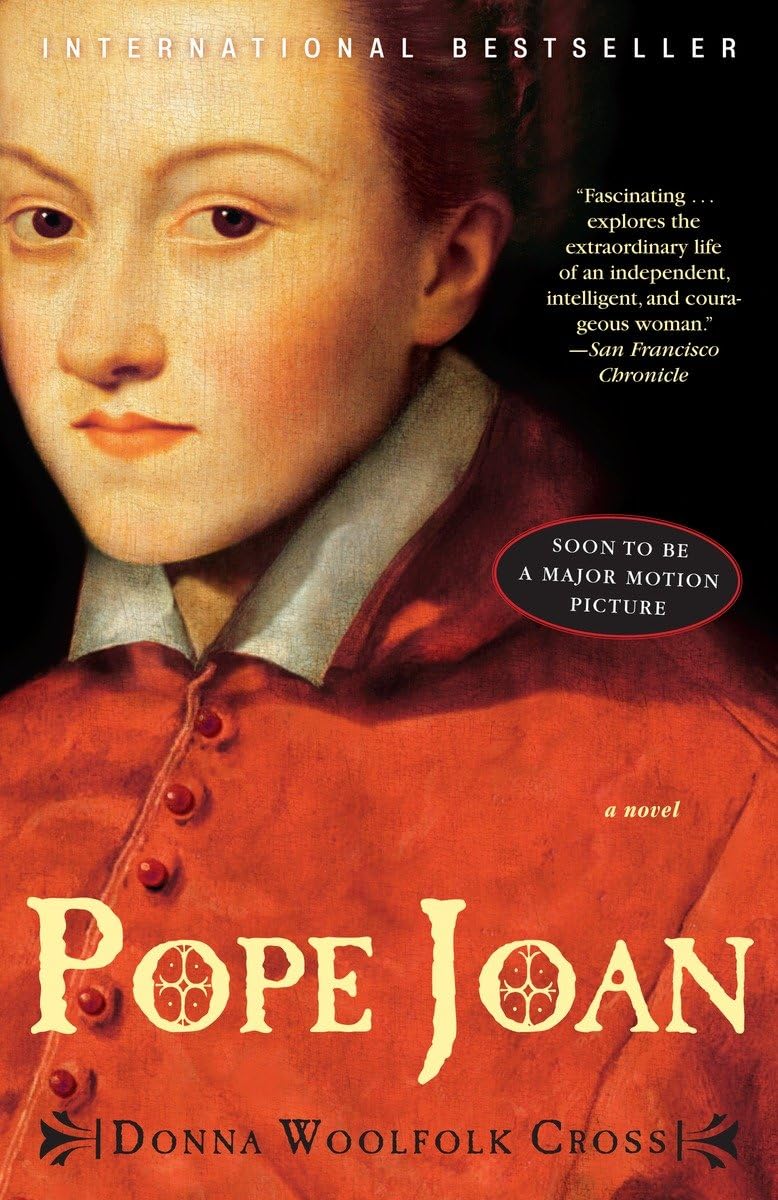 INTERNATIONAL BESTSELLER
“Fascinating . . .
explores the
extraordinary life
of an independent,
intelligent, and coura-
geous woman.”
—San Francisco
Chronicle
SOON TO BE
A MAJOR MOTION
PICTURE
a novel
POPE JOAN
DONNA WOOLFOLK CROSS